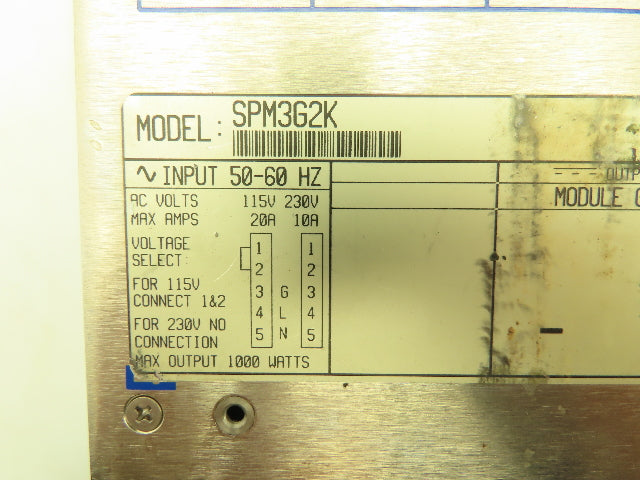 MODEL: SPM3G2K
∿ INPUT 50-60 HZ
AC VOLTS 115V 230V
MAX AMPS 20A 10A
VOLTAGE SELECT:
1 1
2 2
FOR 115V CONNECT 1&2
3 G 3
4 L 4
FOR 230V NO CONNECTION
5 N 5
MAX OUTPUT 1000 WATTS
MODULE